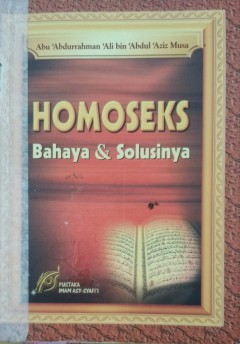 Abu 'Abdurrahman 'Ali bin 'Abdul 'Aziz Musa
HOMOSEKS
Bahaya & Solusinya
PUSTAKA
IMAM ASY-SYAFI'I